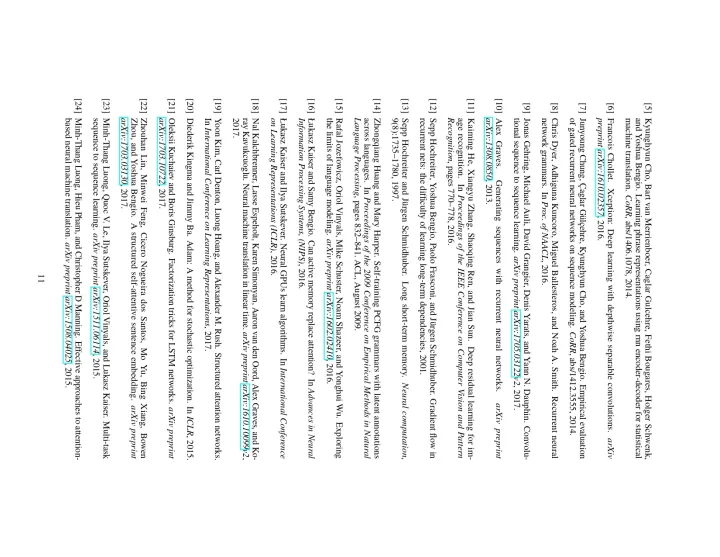 [5] Kyunghyun Cho, Bart van Merrienboer, Caglar Gulcehre, Fethi Bougares, Holger Schwenk,
and Yoshua Bengio. Learning phrase representations using rnn encoder-decoder for statistical
machine translation. CoRR, abs/1406.1078, 2014.
[6] Francois Chollet. Xception: Deep learning with depthwise separable convolutions. arXiv
preprint arXiv:1610.02357, 2016.
[7] Junyoung Chung, Çaglar Gülçehre, Kyunghyun Cho, and Yoshua Bengio. Empirical evaluation
of gated recurrent neural networks on sequence modeling. CoRR, abs/1412.3555, 2014.
[8] Chris Dyer, Adhiguna Kuncoro, Miguel Ballesteros, and Noah A. Smith. Recurrent neural
network grammars. In Proc. of NAACL, 2016.
[9] Jonas Gehring, Michael Auli, David Grangier, Denis Yarats, and Yann N. Dauphin. Convolu-
tional sequence to sequence learning. arXiv preprint arXiv:1705.03122v2, 2017.
[10] Alex Graves. Generating sequences with recurrent neural networks. arXiv preprint
arXiv:1308.0850, 2013.
[11] Kaiming He, Xiangyu Zhang, Shaoqing Ren, and Jian Sun. Deep residual learning for im-
age recognition. In Proceedings of the IEEE Conference on Computer Vision and Pattern
Recognition, pages 770–778, 2016.
[12] Sepp Hochreiter, Yoshua Bengio, Paolo Frasconi, and Jürgen Schmidhuber. Gradient flow in
recurrent nets: the difficulty of learning long-term dependencies, 2001.
[13] Sepp Hochreiter and Jürgen Schmidhuber. Long short-term memory. Neural computation,
9(8):1735–1780, 1997.
[14] Zhongqiang Huang and Mary Harper. Self-training PCFG grammars with latent annotations
across languages. In Proceedings of the 2009 Conference on Empirical Methods in Natural
Language Processing, pages 832–841. ACL, August 2009.
[15] Rafal Jozefowicz, Oriol Vinyals, Mike Schuster, Noam Shazeer, and Yonghui Wu. Exploring
the limits of language modeling. arXiv preprint arXiv:1602.02410, 2016.
[16] Łukasz Kaiser and Samy Bengio. Can active memory replace attention? In Advances in Neural
Information Processing Systems, (NIPS), 2016.
[17] Łukasz Kaiser and Ilya Sutskever. Neural GPUs learn algorithms. In International Conference
on Learning Representations (ICLR), 2016.
[18] Nal Kalchbrenner, Lasse Espeholt, Karen Simonyan, Aaron van den Oord, Alex Graves, and Ko-
ray Kavukcuoglu. Neural machine translation in linear time. arXiv preprint arXiv:1610.10099v2,
2017.
[19] Yoon Kim, Carl Denton, Luong Hoang, and Alexander M. Rush. Structured attention networks.
In International Conference on Learning Representations, 2017.
[20] Diederik Kingma and Jimmy Ba. Adam: A method for stochastic optimization. In ICLR, 2015.
[21] Oleksii Kuchaiev and Boris Ginsburg. Factorization tricks for LSTM networks. arXiv preprint
arXiv:1703.10722, 2017.
[22] Zhouhan Lin, Minwei Feng, Cicero Nogueira dos Santos, Mo Yu, Bing Xiang, Bowen
Zhou, and Yoshua Bengio. A structured self-attentive sentence embedding. arXiv preprint
arXiv:1703.03130, 2017.
[23] Minh-Thang Luong, Quoc V. Le, Ilya Sutskever, Oriol Vinyals, and Lukasz Kaiser. Multi-task
sequence to sequence learning. arXiv preprint arXiv:1511.06114, 2015.
[24] Minh-Thang Luong, Hieu Pham, and Christopher D Manning. Effective approaches to attention-
based neural machine translation. arXiv preprint arXiv:1508.04025, 2015.
11